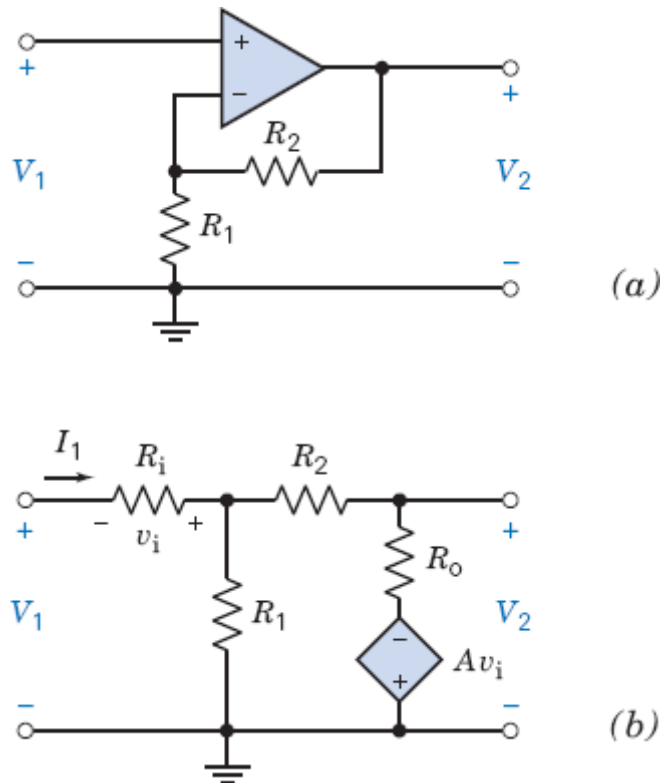 +
+
−
+
R₂
V₁
V₂
R₁
−
−
(a)
I₁
Rᵢ
R₂
+
−
vᵢ
+
+
Rₒ
V₁
R₁
V₂
−
Avᵢ
+
−
−
(b)